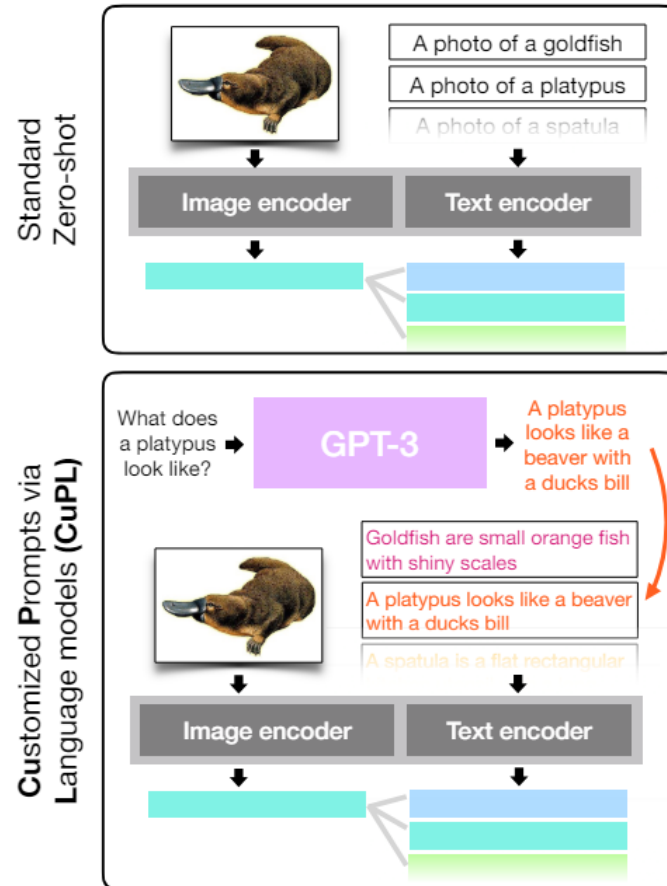 Standard
Zero-shot
A photo of a goldfish
A photo of a platypus
A photo of a spatula
Image encoder
Text encoder
Customized Prompts via
Language models (CuPL)
What does
a platypus
look like?
GPT-3
A platypus
looks like a
beaver with
a ducks bill
Goldfish are small orange fish
with shiny scales
A platypus looks like a beaver
with a ducks bill
A spatula is a flat rectangular
Image encoder
Text encoder